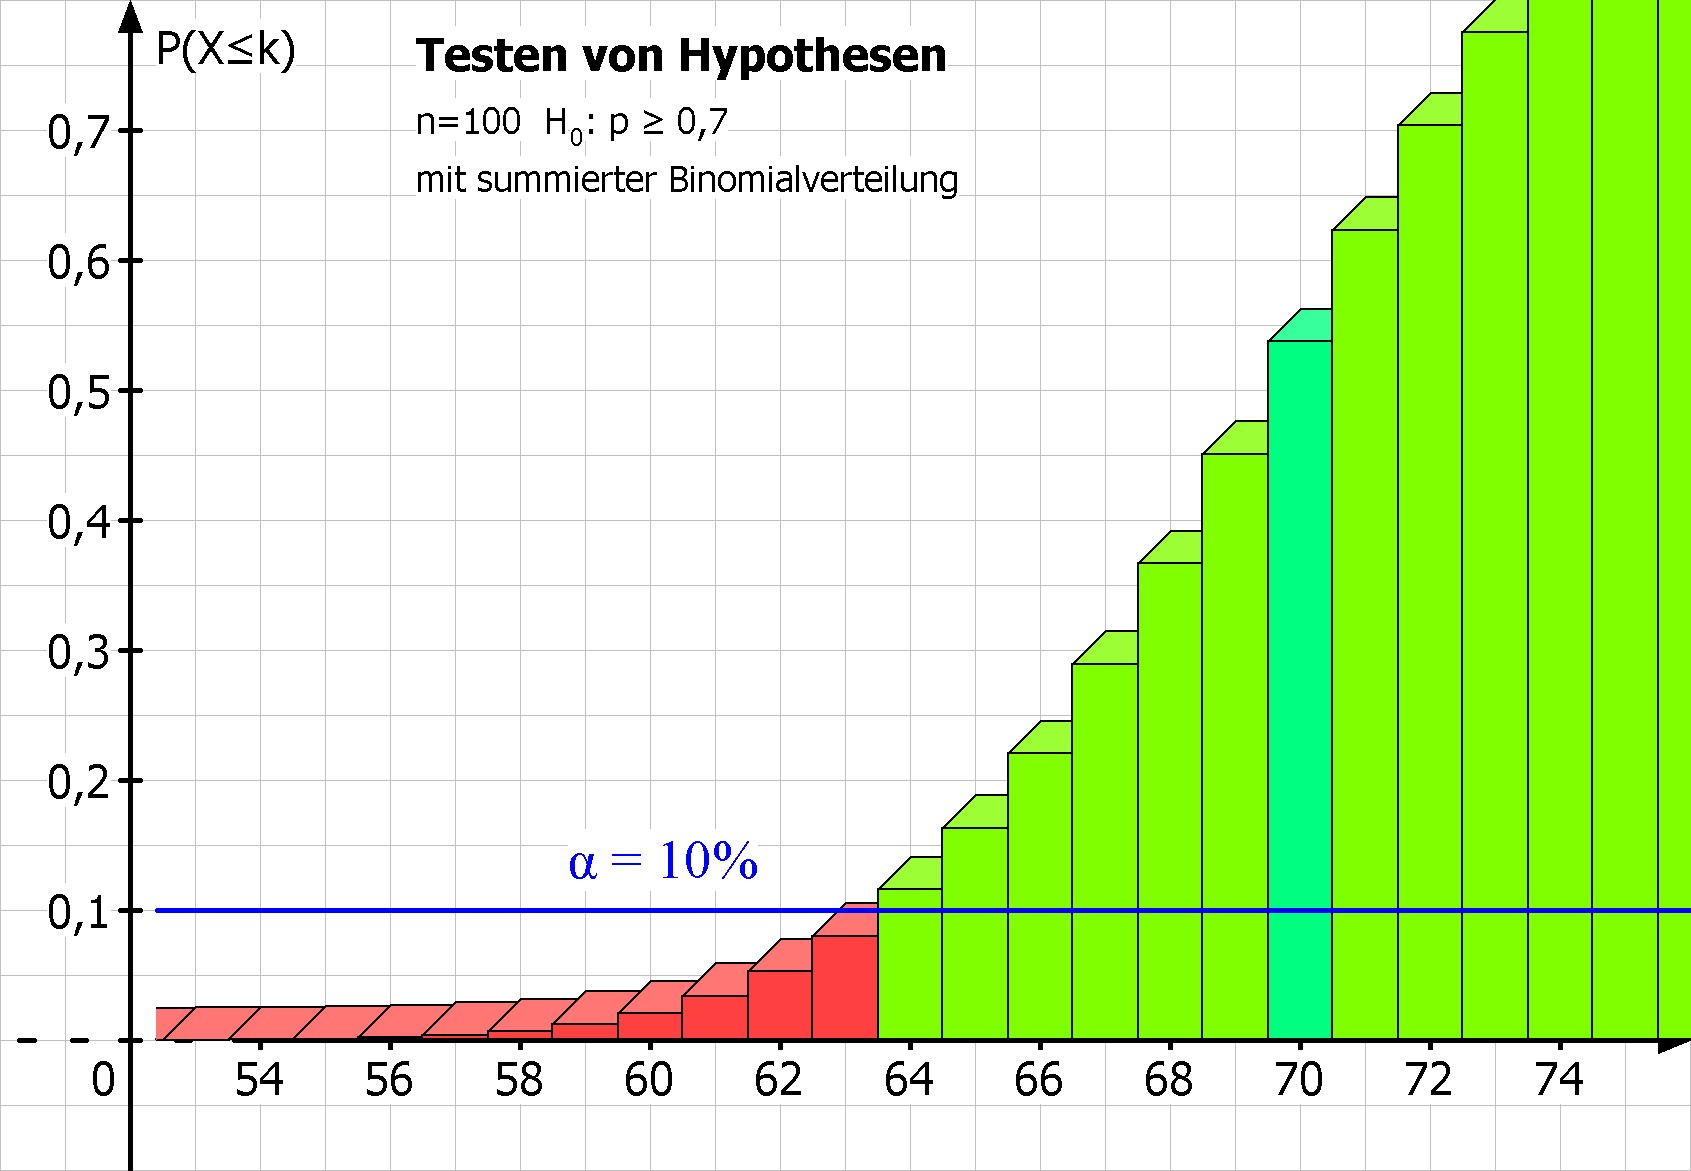 P(X≤k)
Testen von Hypothesen
n=100 H₀: p ≥ 0,7
mit summierter Binomialverteilung
0,7
0,6
0,5
0,4
0,3
0,2
α = 10%
0,1
0 54 56 58 60 62 64 66 68 70 72 74